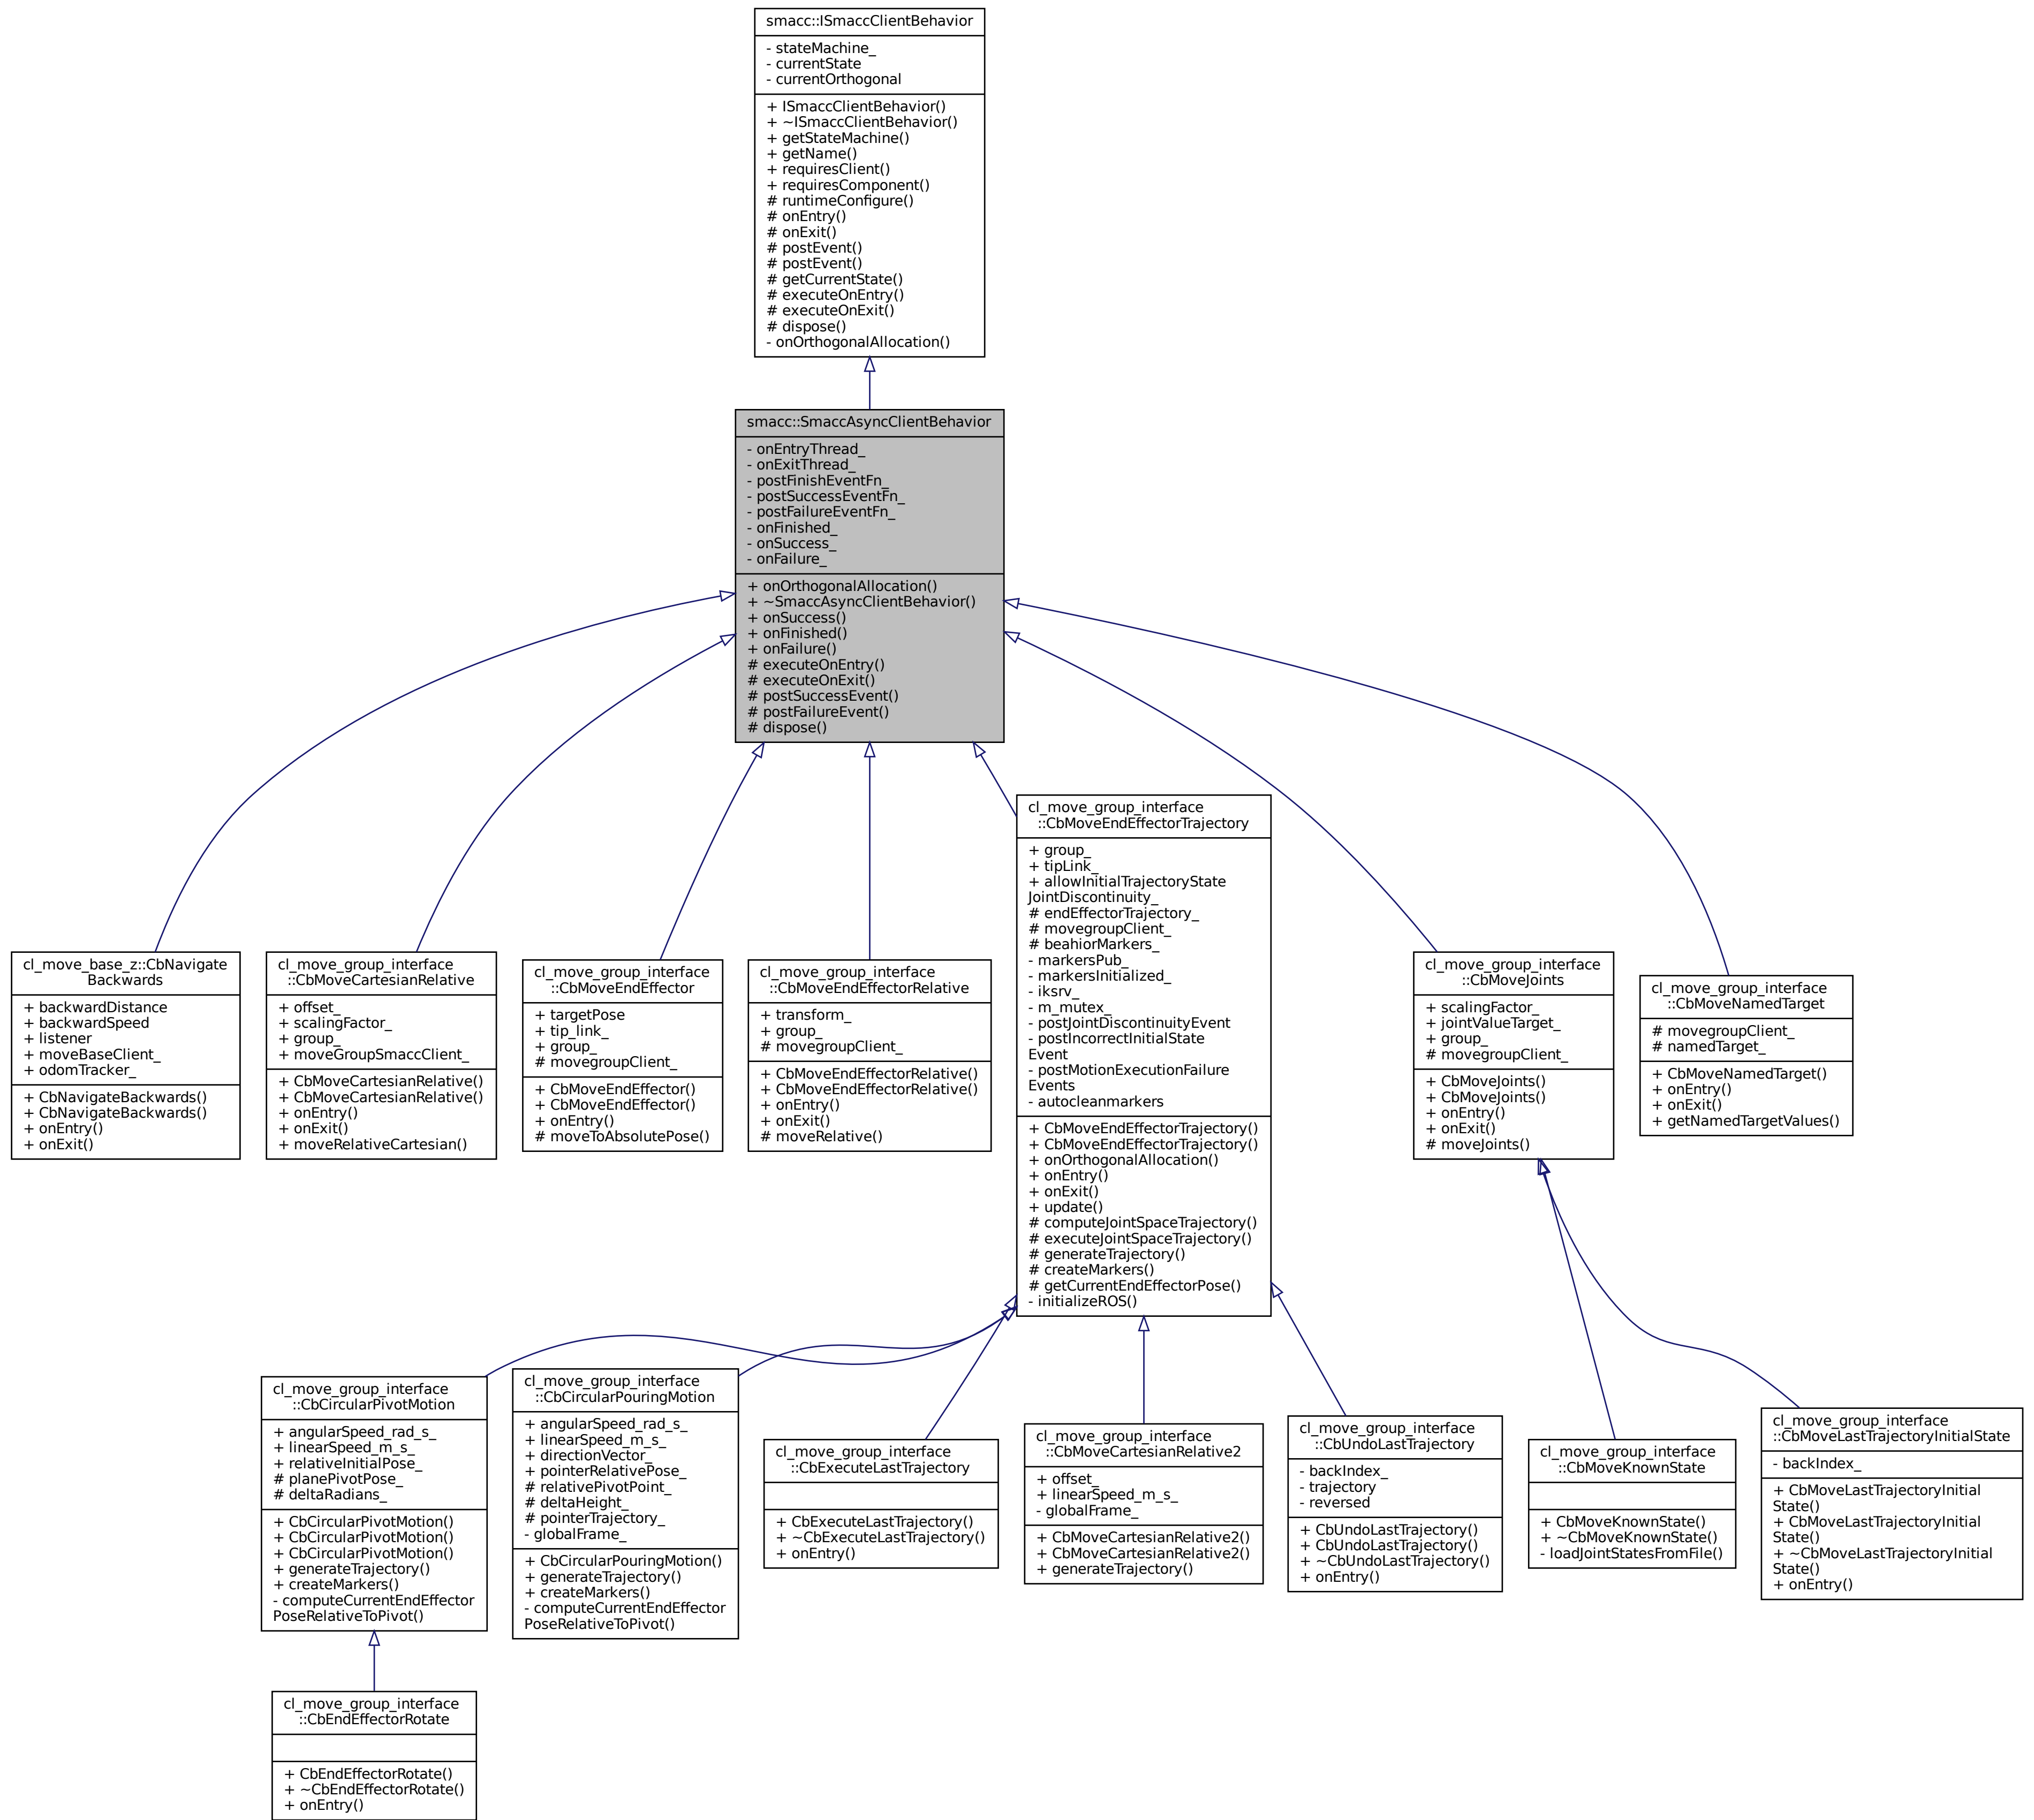 smacc::ISmaccClientBehavior
- stateMachine_
- currentState
- currentOrthogonal
+ ISmaccClientBehavior()
+ ~ISmaccClientBehavior()
+ getStateMachine()
+ getName()
+ requiresClient()
+ requiresComponent()
# runtimeConfigure()
# onEntry()
# onExit()
# postEvent()
# postEvent()
# getCurrentState()
# executeOnEntry()
# executeOnExit()
# dispose()
- onOrthogonalAllocation()
smacc::SmaccAsyncClientBehavior
- onEntryThread_
- onExitThread_
- postFinishEventFn_
- postSuccessEventFn_
- postFailureEventFn_
- onFinished_
- onSuccess_
- onFailure_
+ onOrthogonalAllocation()
+ ~SmaccAsyncClientBehavior()
+ onSuccess()
+ onFinished()
+ onFailure()
# executeOnEntry()
# executeOnExit()
# postSuccessEvent()
# postFailureEvent()
# dispose()
cl_move_base_z::CbNavigate
Backwards
+ backwardDistance
+ backwardSpeed
+ listener
+ moveBaseClient_
+ odomTracker_
+ CbNavigateBackwards()
+ CbNavigateBackwards()
+ onEntry()
+ onExit()
cl_move_group_interface
::CbMoveCartesianRelative
+ offset_
+ scalingFactor_
+ group_
+ moveGroupSmaccClient_
+ CbMoveCartesianRelative()
+ CbMoveCartesianRelative()
+ onEntry()
+ onExit()
+ moveRelativeCartesian()
cl_move_group_interface
::CbMoveEndEffector
+ targetPose
+ tip_link_
+ group_
# movegroupClient_
+ CbMoveEndEffector()
+ CbMoveEndEffector()
+ onEntry()
# moveToAbsolutePose()
cl_move_group_interface
::CbMoveEndEffectorRelative
+ transform_
+ group_
# movegroupClient_
+ CbMoveEndEffectorRelative()
+ CbMoveEndEffectorRelative()
+ onEntry()
+ onExit()
# moveRelative()
cl_move_group_interface
::CbMoveEndEffectorTrajectory
+ group_
+ tipLink_
+ allowInitialTrajectoryState
JointDiscontinuity_
# endEffectorTrajectory_
# movegroupClient_
# beahiorMarkers_
- markersPub_
- markersInitialized_
- iksrv_
- m_mutex_
- postJointDiscontinuityEvent
- postIncorrectInitialState
Event
- postMotionExecutionFailure
Events
- autocleanmarkers
+ CbMoveEndEffectorTrajectory()
+ CbMoveEndEffectorTrajectory()
+ onOrthogonalAllocation()
+ onEntry()
+ onExit()
+ update()
# computeJointSpaceTrajectory()
# executeJointSpaceTrajectory()
# generateTrajectory()
# createMarkers()
# getCurrentEndEffectorPose()
- initializeROS()
cl_move_group_interface
::CbMoveJoints
+ scalingFactor_
+ jointValueTarget_
+ group_
# movegroupClient_
+ CbMoveJoints()
+ CbMoveJoints()
+ onEntry()
+ onExit()
# moveJoints()
cl_move_group_interface
::CbMoveNamedTarget
# movegroupClient_
# namedTarget_
+ CbMoveNamedTarget()
+ onEntry()
+ onExit()
+ getNamedTargetValues()
cl_move_group_interface
::CbCircularPivotMotion
+ angularSpeed_rad_s_
+ linearSpeed_m_s_
+ relativeInitialPose_
# planePivotPose_
# deltaRadians_
+ CbCircularPivotMotion()
+ CbCircularPivotMotion()
+ CbCircularPivotMotion()
+ generateTrajectory()
+ createMarkers()
- computeCurrentEndEffector
PoseRelativeToPivot()
cl_move_group_interface
::CbCircularPouringMotion
+ angularSpeed_rad_s_
+ linearSpeed_m_s_
+ directionVector_
+ pointerRelativePose_
# relativePivotPoint_
# deltaHeight_
# pointerTrajectory_
- globalFrame_
+ CbCircularPouringMotion()
+ generateTrajectory()
+ createMarkers()
- computeCurrentEndEffector
PoseRelativeToPivot()
cl_move_group_interface
::CbExecuteLastTrajectory
+ CbExecuteLastTrajectory()
+ ~CbExecuteLastTrajectory()
+ onEntry()
cl_move_group_interface
::CbMoveCartesianRelative2
+ offset_
+ linearSpeed_m_s_
- globalFrame_
+ CbMoveCartesianRelative2()
+ CbMoveCartesianRelative2()
+ generateTrajectory()
cl_move_group_interface
::CbUndoLastTrajectory
- backIndex_
- trajectory
- reversed
+ CbUndoLastTrajectory()
+ CbUndoLastTrajectory()
+ ~CbUndoLastTrajectory()
+ onEntry()
cl_move_group_interface
::CbMoveKnownState
+ CbMoveKnownState()
+ ~CbMoveKnownState()
- loadJointStatesFromFile()
cl_move_group_interface
::CbMoveLastTrajectoryInitialState
- backIndex_
+ CbMoveLastTrajectoryInitial
State()
+ CbMoveLastTrajectoryInitial
State()
+ ~CbMoveLastTrajectoryInitial
State()
+ onEntry()
cl_move_group_interface
::CbEndEffectorRotate
+ CbEndEffectorRotate()
+ ~CbEndEffectorRotate()
+ onEntry()